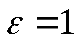 ε = 1